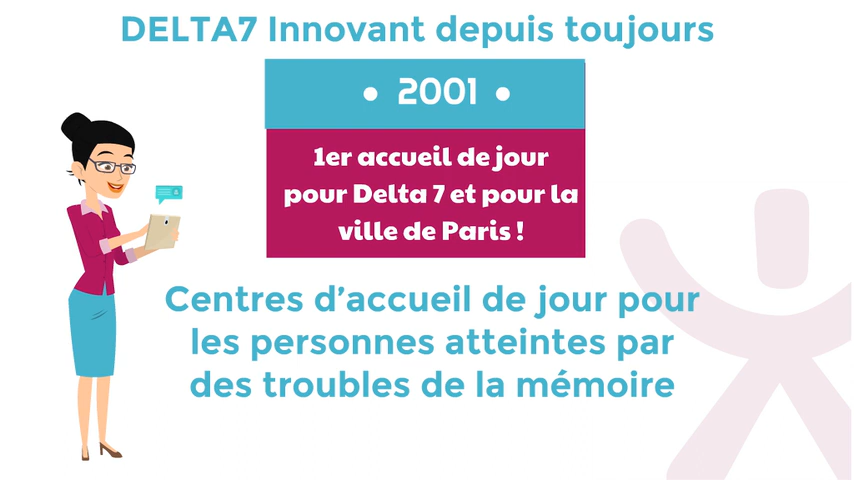 DELTA7 Innovant depuis toujours
• 2001 •
1er accueil de jour
pour Delta 7 et pour la
ville de Paris !
Centres d’accueil de jour pour
les personnes atteintes par
des troubles de la mémoire